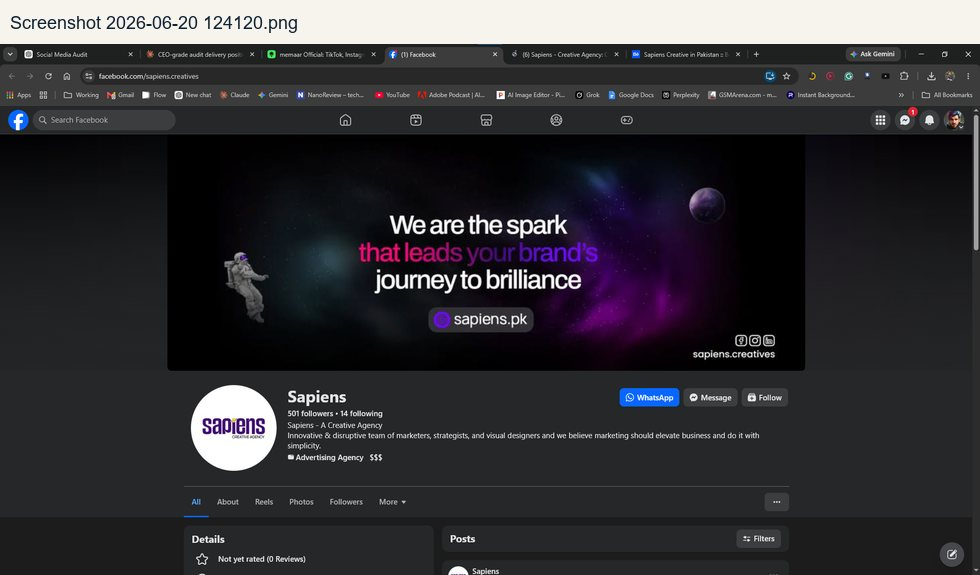 Screenshot 2026-06-20 124120.png
Social Media Audit
CEO-grade audit delivery posi
memaar Official: TikTok, Instag
(1) Facebook
(6) Sapiens - Creative Agency: O
Sapiens Creative in Pakistan ::
Ask Gemini
facebook.com/sapiens.creatives
Apps
Working
Gmail
Flow
New chat
Claude
Gemini
NanoReview – tech...
YouTube
Adobe Podcast | AI...
AI Image Editor - Pi...
Grok
Google Docs
Perplexity
GSMArena.com - m...
Instant Background...
All Bookmarks
Search Facebook
1
We are the spark
that leads your brand's
journey to brilliance
sapiens.pk
sapiens.creatives
sapiens
CREATIVE AGENCY
Sapiens
501 followers • 14 following
Sapiens - A Creative Agency
Innovative & disruptive team of marketers, strategists, and visual designers and we believe marketing should elevate business and do it with
simplicity.
Advertising Agency $$$
WhatsApp
Message
Follow
All
About
Reels
Photos
Followers
More
Details
Not yet rated (0 Reviews)
Posts
Filters
Sapiens